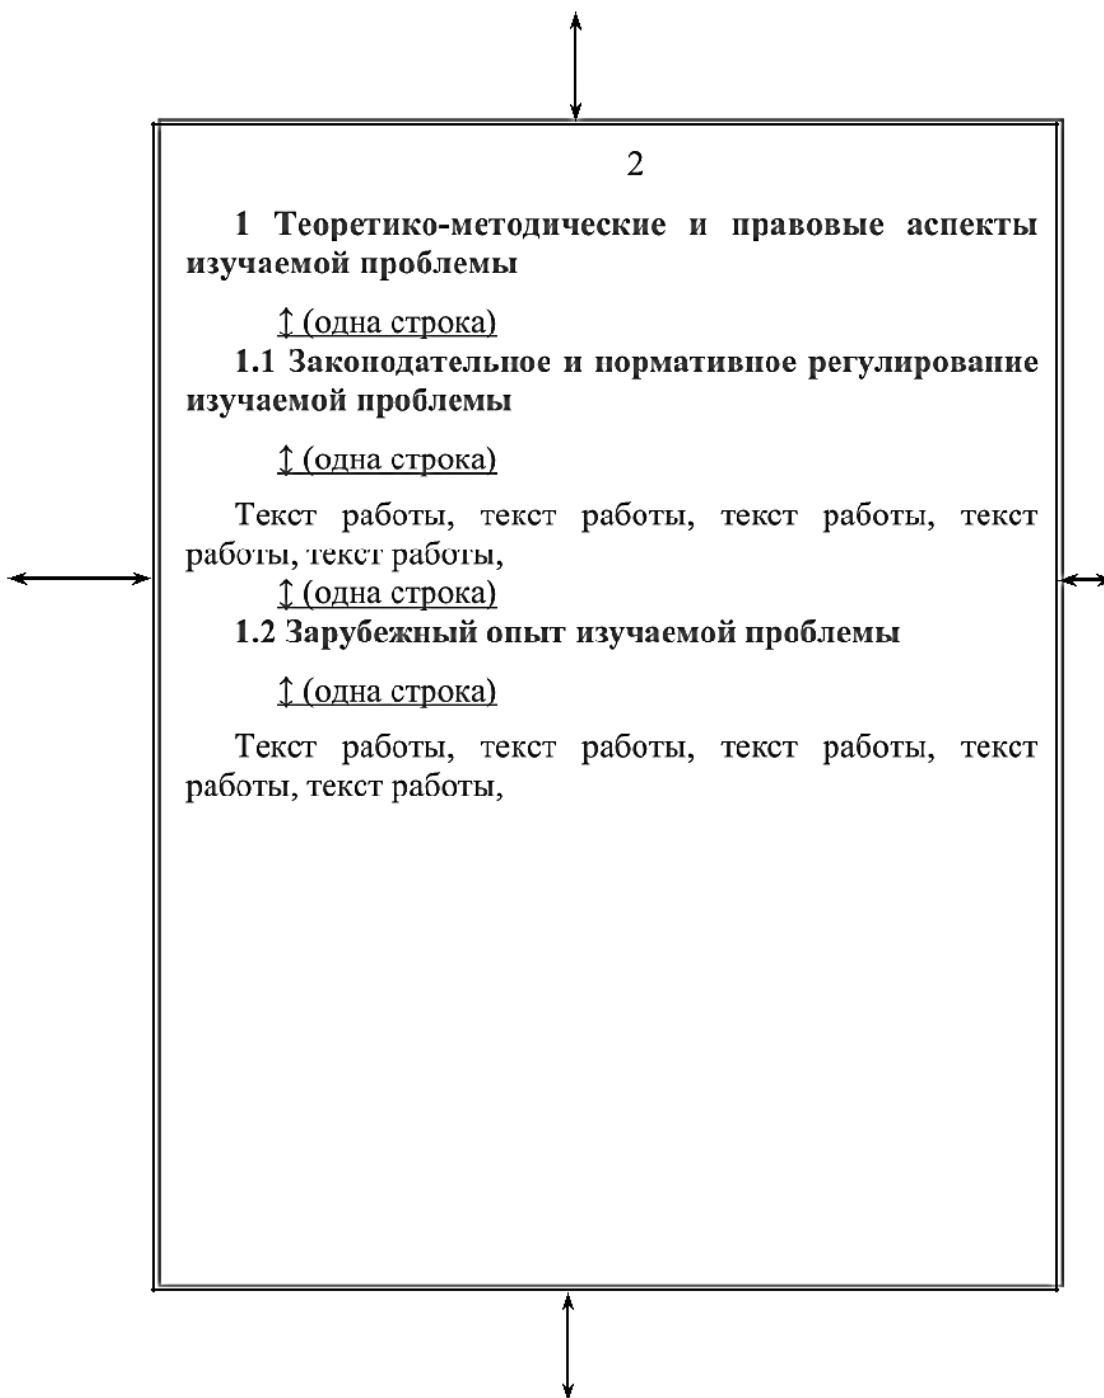 2
1 Теоретико-методические и правовые аспекты
изучаемой проблемы
↕ (одна строка)
1.1 Законодательное и нормативное регулирование
изучаемой проблемы
↕ (одна строка)
Текст работы, текст работы, текст работы, текст
работы, текст работы,
↕ (одна строка)
1.2 Зарубежный опыт изучаемой проблемы
↕ (одна строка)
Текст работы, текст работы, текст работы, текст
работы, текст работы,